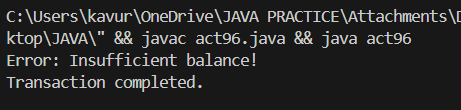 C:\Users\kavur\OneDrive\JAVA PRACTICE\Attachments\D
ktop\JAVA\" && javac act96.java && java act96
Error: Insufficient balance!
Transaction completed.